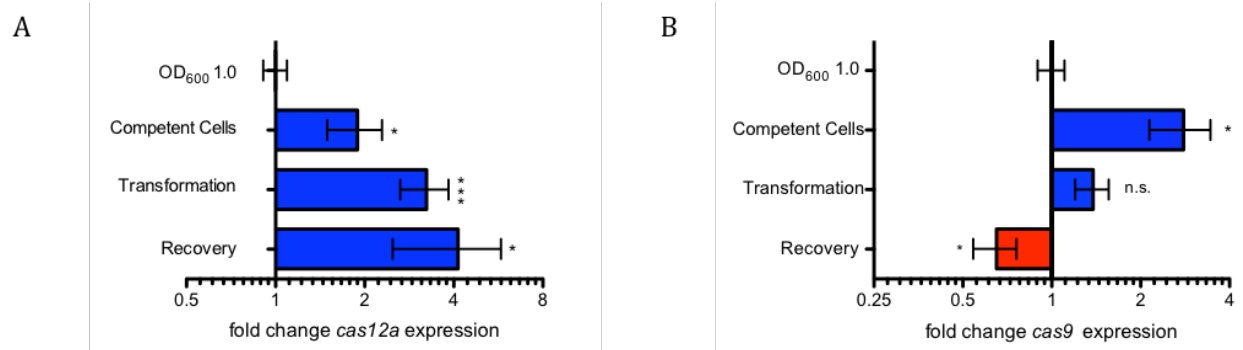 A
OD₆₀₀ 1.0
Competent Cells
*
Transformation
***
Recovery
*
0.5 1 2 4 8
fold change cas12a expression
B
OD₆₀₀ 1.0
Competent Cells
*
Transformation
n.s.
Recovery
*
0.25 0.5 1 2 4
fold change cas9 expression